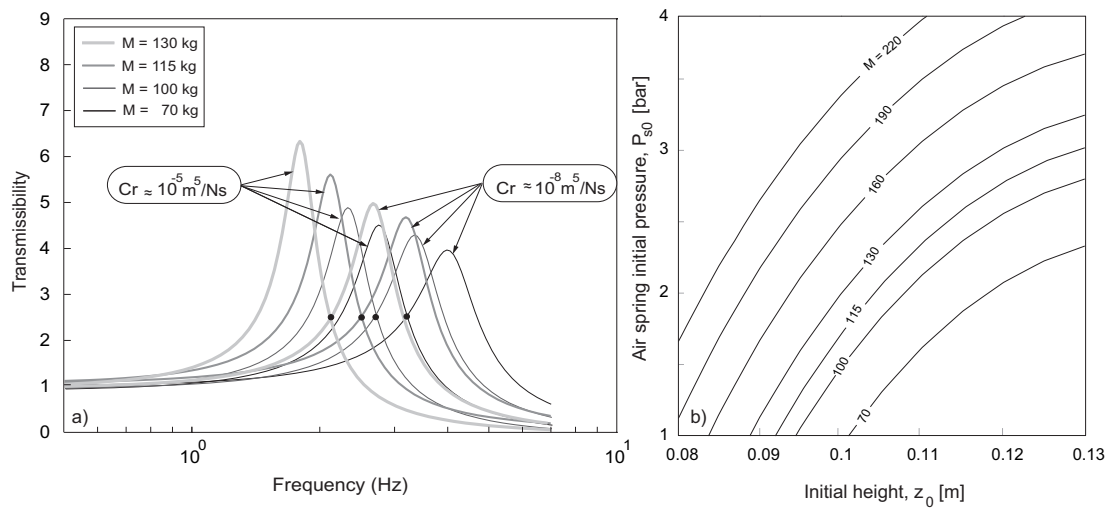 9
8
7
6
5
4
3
2
1
0
Transmissibility
M = 130 kg
M = 115 kg
M = 100 kg
M = 70 kg
Cr ≈ 10⁻⁵m⁵/Ns
Cr ≈ 10⁻⁸m⁵/Ns
a)
10⁰
10¹
Frequency (Hz)
4
3
2
1
Air spring initial pressure, P_s0 [bar]
M = 220
190
160
130
115
100
70
b)
0.08
0.09
0.1
0.11
0.12
0.13
Initial height, z_0 [m]